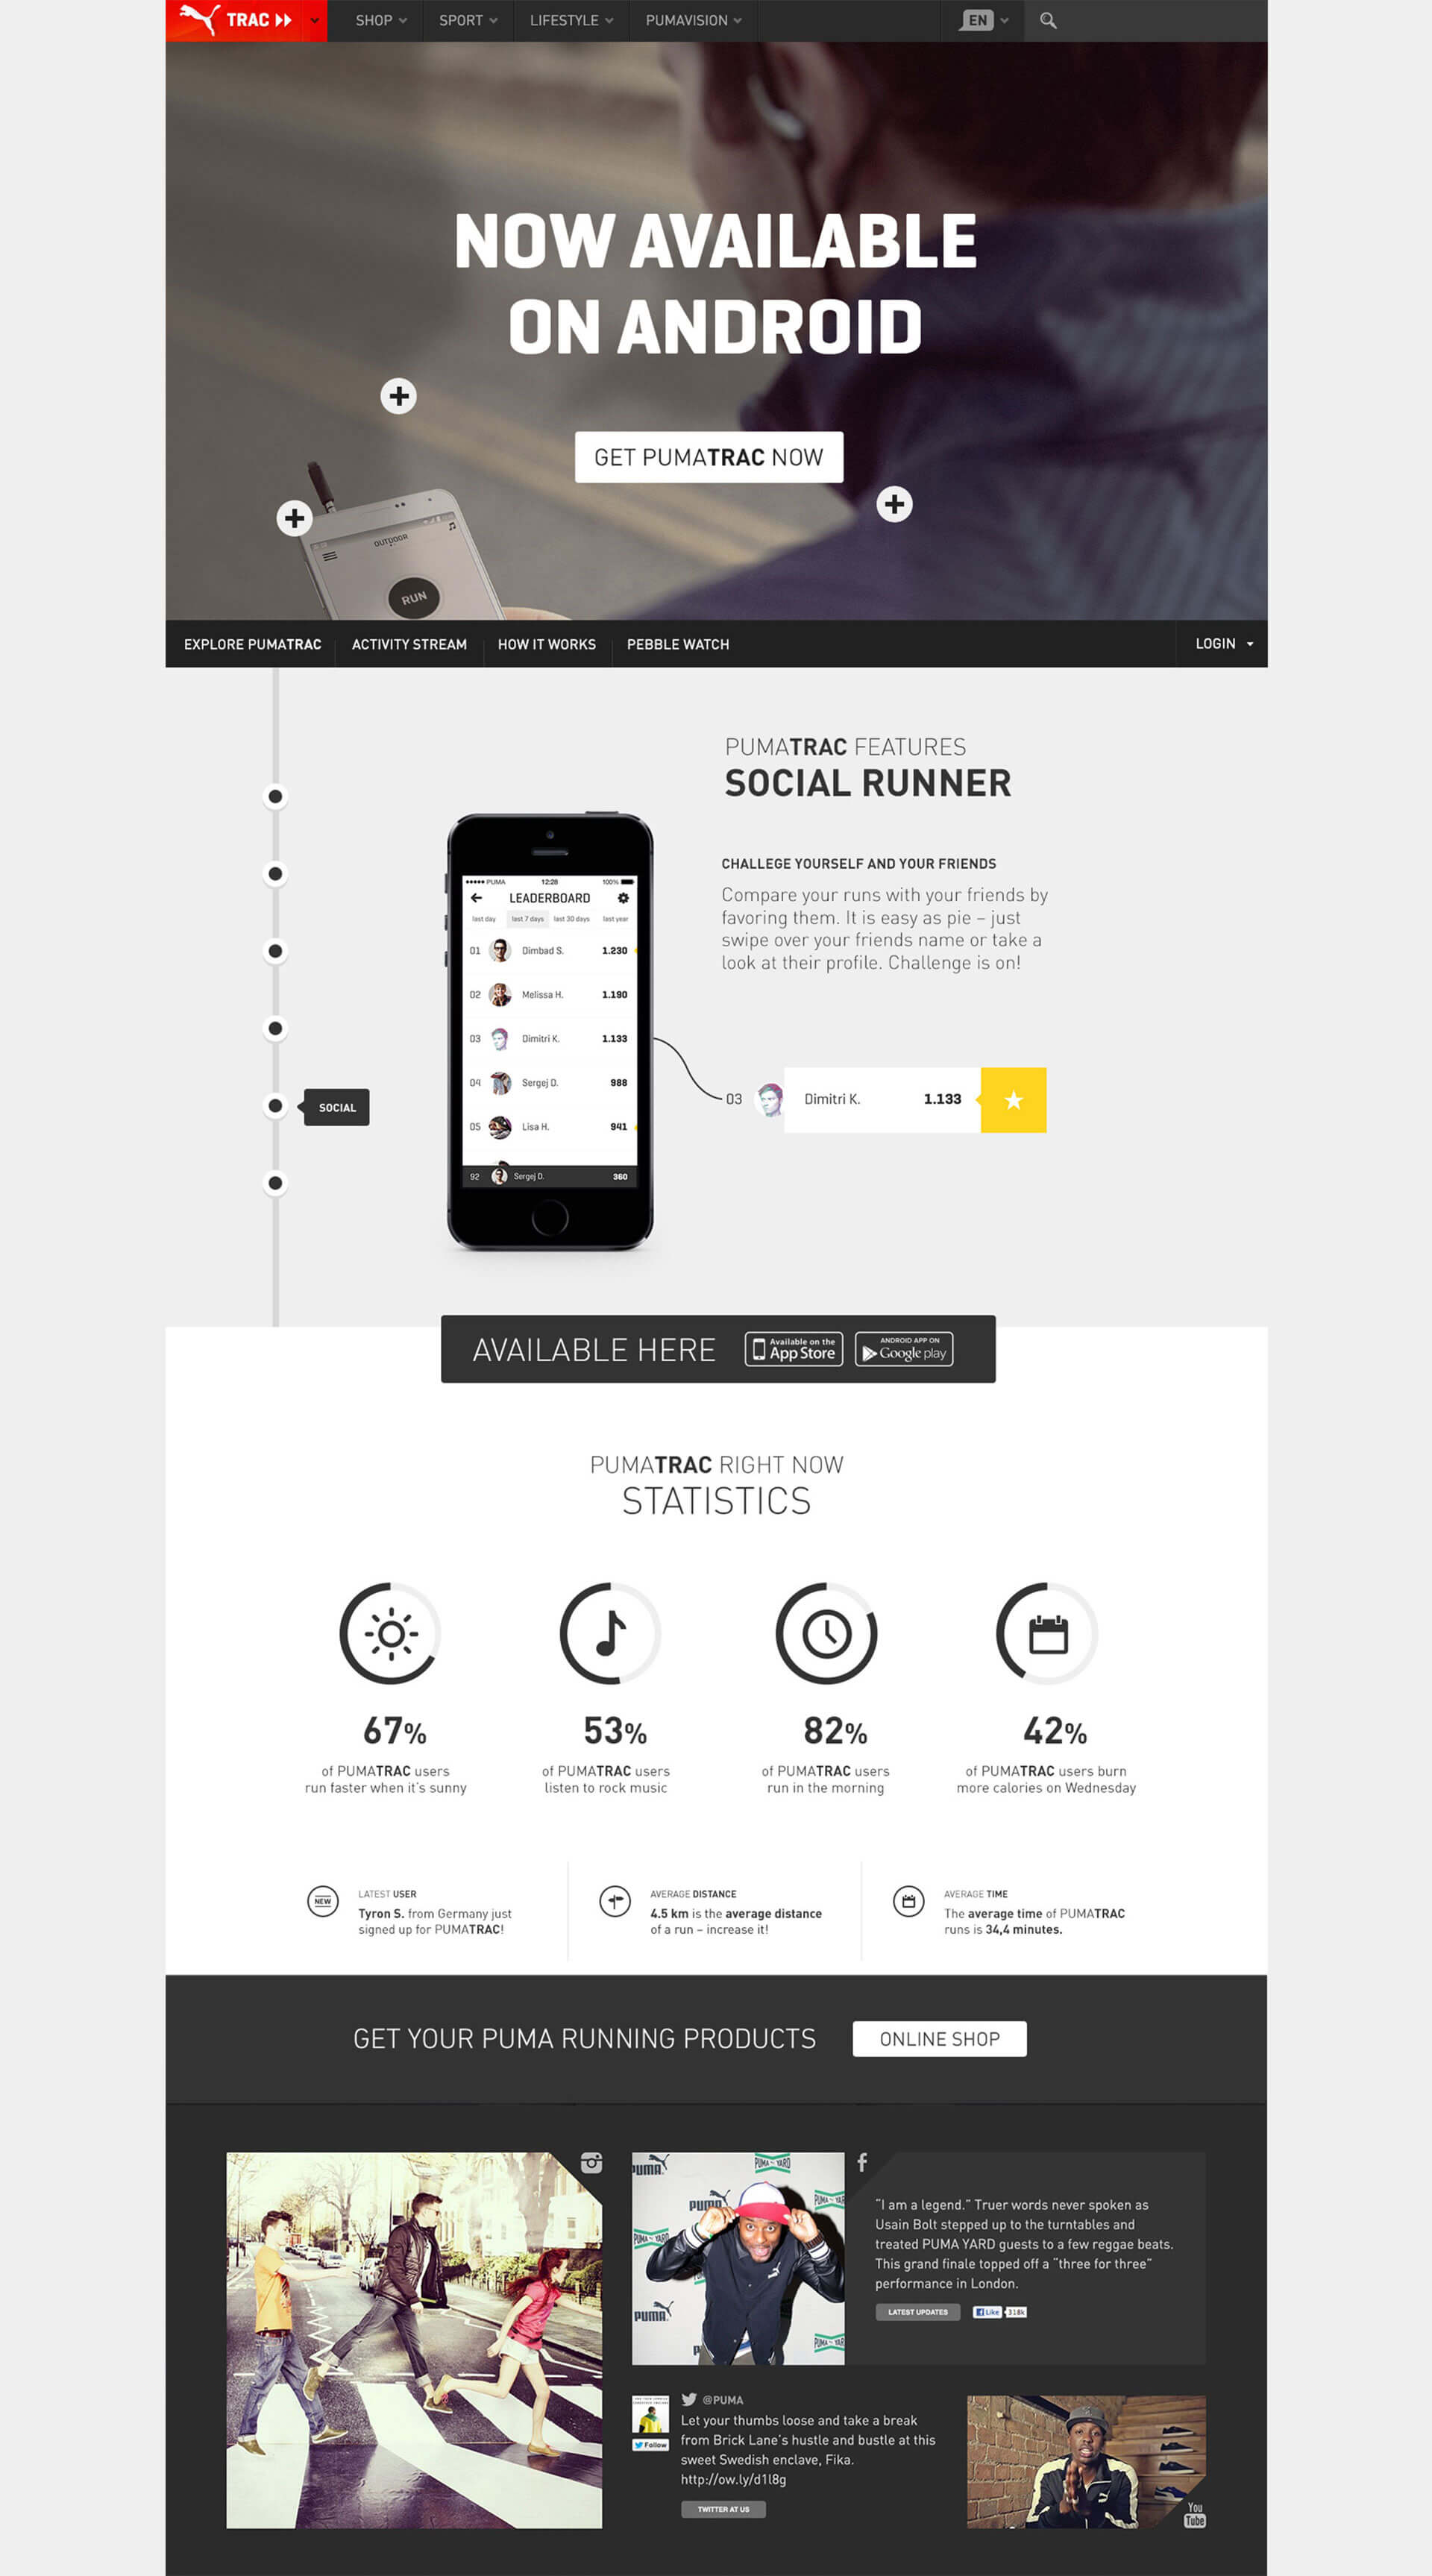 TRAC
SHOP
SPORT
LIFESTYLE
PUMAVISION
EN
NOW AVAILABLE
ON ANDROID
GET PUMATRAC NOW
OUTDOOR
RUN
EXPLORE PUMATRAC
ACTIVITY STREAM
HOW IT WORKS
PEBBLE WATCH
LOGIN
PUMATRAC FEATURES
SOCIAL RUNNER
CHALLEGE YOURSELF AND YOUR FRIENDS
Compare your runs with your friends by
favoring them. It is easy as pie – just
swipe over your friends name or take a
look at their profile. Challenge is on!
SOCIAL
PUMA 12:28 100%
LEADERBOARD
last day last 7 days last 30 days last year
01 Dimbad S. 1.230
02 Melissa H. 1.190
03 Dimitri K. 1.133
04 Sergej D. 988
05 Lisa H. 941
92 Sergej D. 360
03 Dimitri K. 1.133
AVAILABLE HERE
Available on the
App Store
ANDROID APP ON
Google play
PUMATRAC RIGHT NOW
STATISTICS
67%
of PUMATRAC users
run faster when it's sunny
53%
of PUMATRAC users
listen to rock music
82%
of PUMATRAC users
run in the morning
42%
of PUMATRAC users burn
more calories on Wednesday
NEW
LATEST USER
Tyron S. from Germany just
signed up for PUMATRAC!
AVERAGE DISTANCE
4.5 km is the average distance
of a run – increase it!
AVERAGE TIME
The average time of PUMATRAC
runs is 34,4 minutes.
GET YOUR PUMA RUNNING PRODUCTS
ONLINE SHOP
PUMA
PUMA YARD
PUMA
PUMA YARD
PUMA
"I am a legend." Truer words never spoken as
Usain Bolt stepped up to the turntables and
treated PUMA YARD guests to a few reggae beats.
This grand finale topped off a "three for three"
performance in London.
LATEST UPDATES
Like 318k
@PUMA
Let your thumbs loose and take a break
from Brick Lane's hustle and bustle at this
sweet Swedish enclave, Fika.
http://ow.ly/d1l8g
Follow
TWITTER AT US
You
Tube